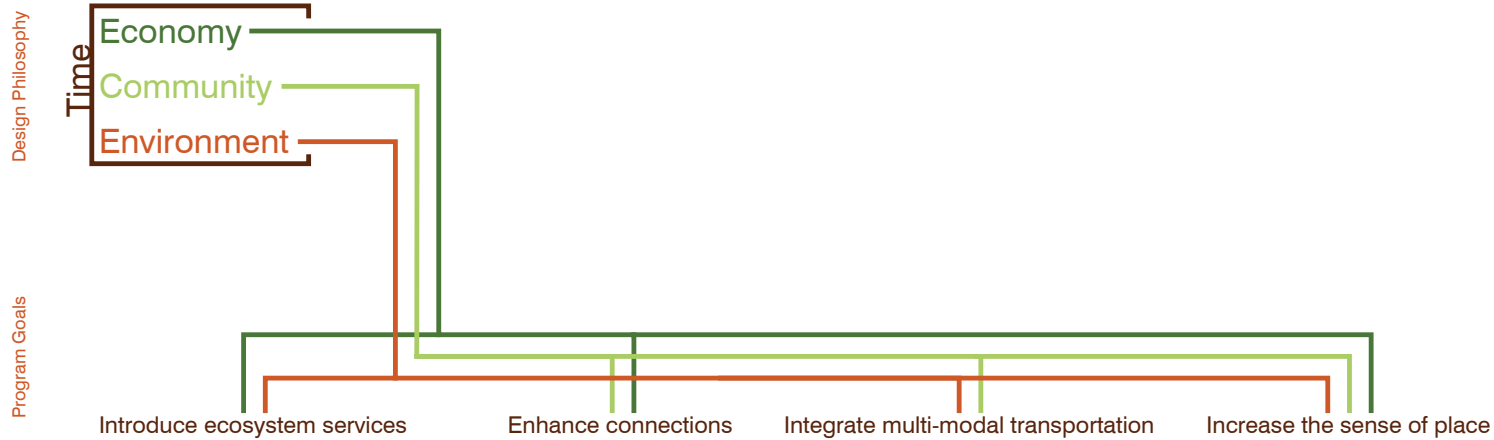 Design Philosophy
Time
Economy
Community
Environment
Program Goals
Introduce ecosystem services
Enhance connections
Integrate multi-modal transportation
Increase the sense of place